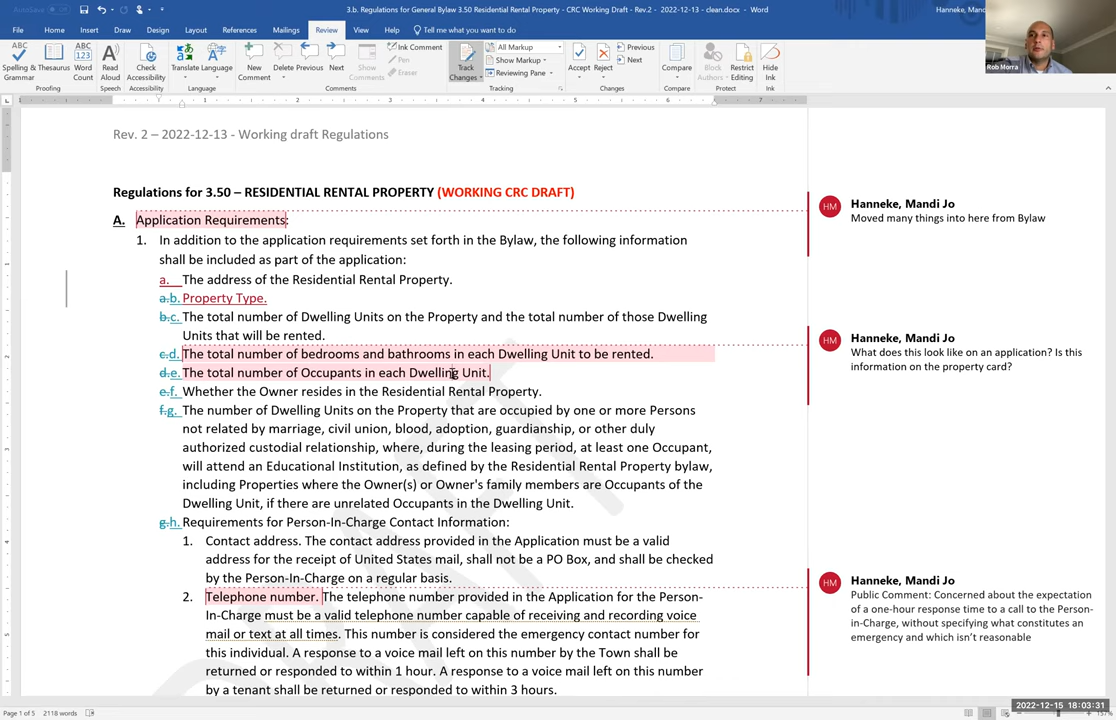 AutoSave Off
3.b. Regulations for General Bylaw 3.50 Residential Rental Property - CRC Working Draft - Rev.2 - 2022-12-13 - clean.docx - Word
Hanneke, Mand
File Home Insert Draw Design Layout References Mailings Review View Help Tell me what you want to do
Spelling & Grammar
Thesaurus
Word Count
Read Aloud
Check Accessibility
Translate
Language
New Comment
Delete
Previous
Next
Show Comments
Ink Comment
Pen
Eraser
Track Changes
All Markup
Show Markup
Reviewing Pane
Accept
Reject
Previous
Next
Compare
Block Authors
Restrict Editing
Hide Ink
Proofing Speech Accessibility Language Comments Tracking Changes Compare Protect Ink
Rob Morra
Rev. 2 – 2022-12-13 - Working draft Regulations
Regulations for 3.50 – RESIDENTIAL RENTAL PROPERTY (WORKING CRC DRAFT)
A. Application Requirements:
1. In addition to the application requirements set forth in the Bylaw, the following information
shall be included as part of the application:
a. The address of the Residential Rental Property.
a.b. Property Type.
b.c. The total number of Dwelling Units on the Property and the total number of those Dwelling
Units that will be rented.
c.d. The total number of bedrooms and bathrooms in each Dwelling Unit to be rented.
d.e. The total number of Occupants in each Dwelling Unit.
e.f. Whether the Owner resides in the Residential Rental Property.
f.g. The number of Dwelling Units on the Property that are occupied by one or more Persons
not related by marriage, civil union, blood, adoption, guardianship, or other duly
authorized custodial relationship, where, during the leasing period, at least one Occupant,
will attend an Educational Institution, as defined by the Residential Rental Property bylaw,
including Properties where the Owner(s) or Owner's family members are Occupants of the
Dwelling Unit, if there are unrelated Occupants in the Dwelling Unit.
g.h. Requirements for Person-In-Charge Contact Information:
1. Contact address. The contact address provided in the Application must be a valid
address for the receipt of United States mail, shall not be a PO Box, and shall be checked
by the Person-In-Charge on a regular basis.
2. Telephone number. The telephone number provided in the Application for the Person-
In-Charge must be a valid telephone number capable of receiving and recording voice
mail or text at all times. This number is considered the emergency contact number for
this individual. A response to a voice mail left on this number by the Town shall be
returned or responded to within 1 hour. A response to a voice mail left on this number
by a tenant shall be returned or responded to within 3 hours.
HM Hanneke, Mandi Jo
Moved many things into here from Bylaw
HM Hanneke, Mandi Jo
What does this look like on an application? Is this
information on the property card?
HM Hanneke, Mandi Jo
Public Comment: Concerned about the expectation
of a one-hour response time to a call to the Person-
in-Charge, without specifying what constitutes an
emergency and which isn't reasonable
DRAFT
Page 1 of 5 2118 words
2022-12-15 18:03:31